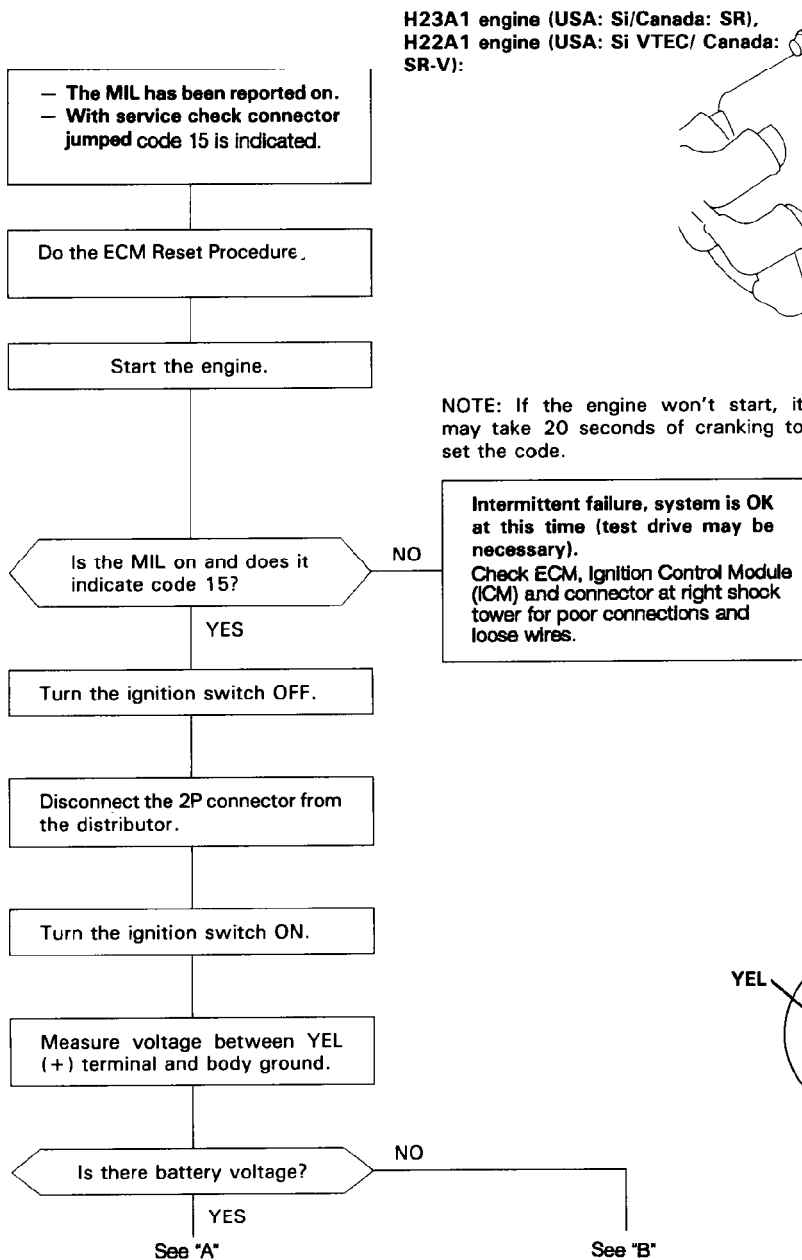 H23A1 engine (USA: Si/Canada: SR),
H22A1 engine (USA: Si VTEC/ Canada:
SR-V):
— The MIL has been reported on.
— With service check connector
jumped code 15 is indicated.
Do the ECM Reset Procedure.
Start the engine.
NOTE: If the engine won't start, it
may take 20 seconds of cranking to
set the code.
Is the MIL on and does it
indicate code 15?
NO
Intermittent failure, system is OK
at this time (test drive may be
necessary).
Check ECM, Ignition Control Module
(ICM) and connector at right shock
tower for poor connections and
loose wires.
YES
Turn the ignition switch OFF.
Disconnect the 2P connector from
the distributor.
Turn the ignition switch ON.
YEL
Measure voltage between YEL
(+) terminal and body ground.
Is there battery voltage?
NO
YES
See "A"
See "B"